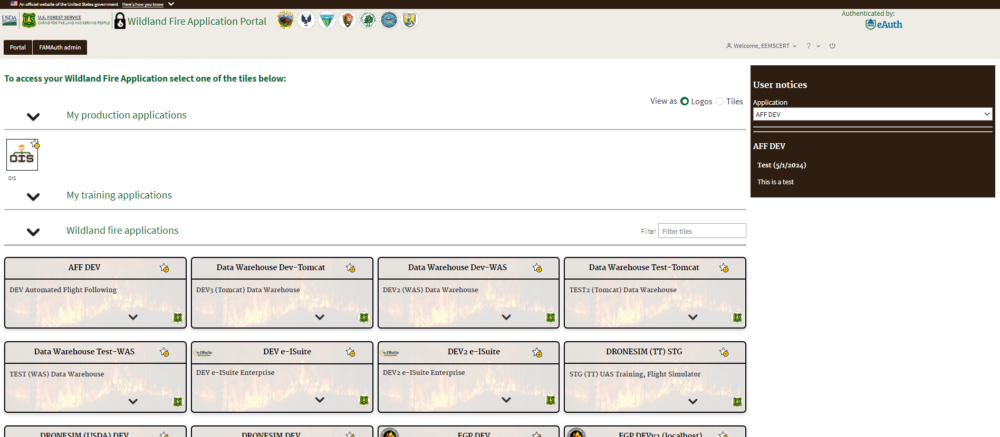 An official website of the United States government Here's how you know
USDA
UAS
U.S. FOREST SERVICE
CARING FOR THE LAND AND SERVING PEOPLE
Wildland Fire Application Portal
Authenticated by:
eAuth
Portal
FAMAuth admin
Welcome, EEMSCERT
?
To access your Wildland Fire Application select one of the tiles below:
View as Logos Tiles
My production applications
OIS
OIS
My training applications
Wildland fire applications
Filter Filter tiles
User notices
Application
AFF DEV
AFF DEV
Test (5/1/2024)
This is a test
AFF DEV
DEV Automated Flight Following
Data Warehouse Dev-Tomcat
DEV3 (Tomcat) Data Warehouse
Data Warehouse Dev-WAS
DEV2 (WAS) Data Warehouse
Data Warehouse Test-Tomcat
TEST2 (Tomcat) Data Warehouse
Data Warehouse Test-WAS
TEST (WAS) Data Warehouse
e-ISuite
Enterprise
DEV e-ISuite
DEV e-ISuite Enterprise
e-ISuite
Enterprise
DEV2 e-ISuite
DEV2 e-ISuite Enterprise
DRONESIM (TT) STG
STG (TT) UAS Training, Flight Simulator
DRONESIM (USDA) DEV
DRONESIM DEV
EGP DEV
EGP DEVv3 (localhost)